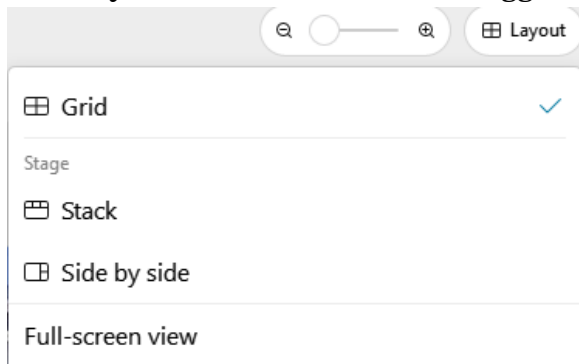 Layout
Grid
Stage
Stack
Side by side
Full-screen view